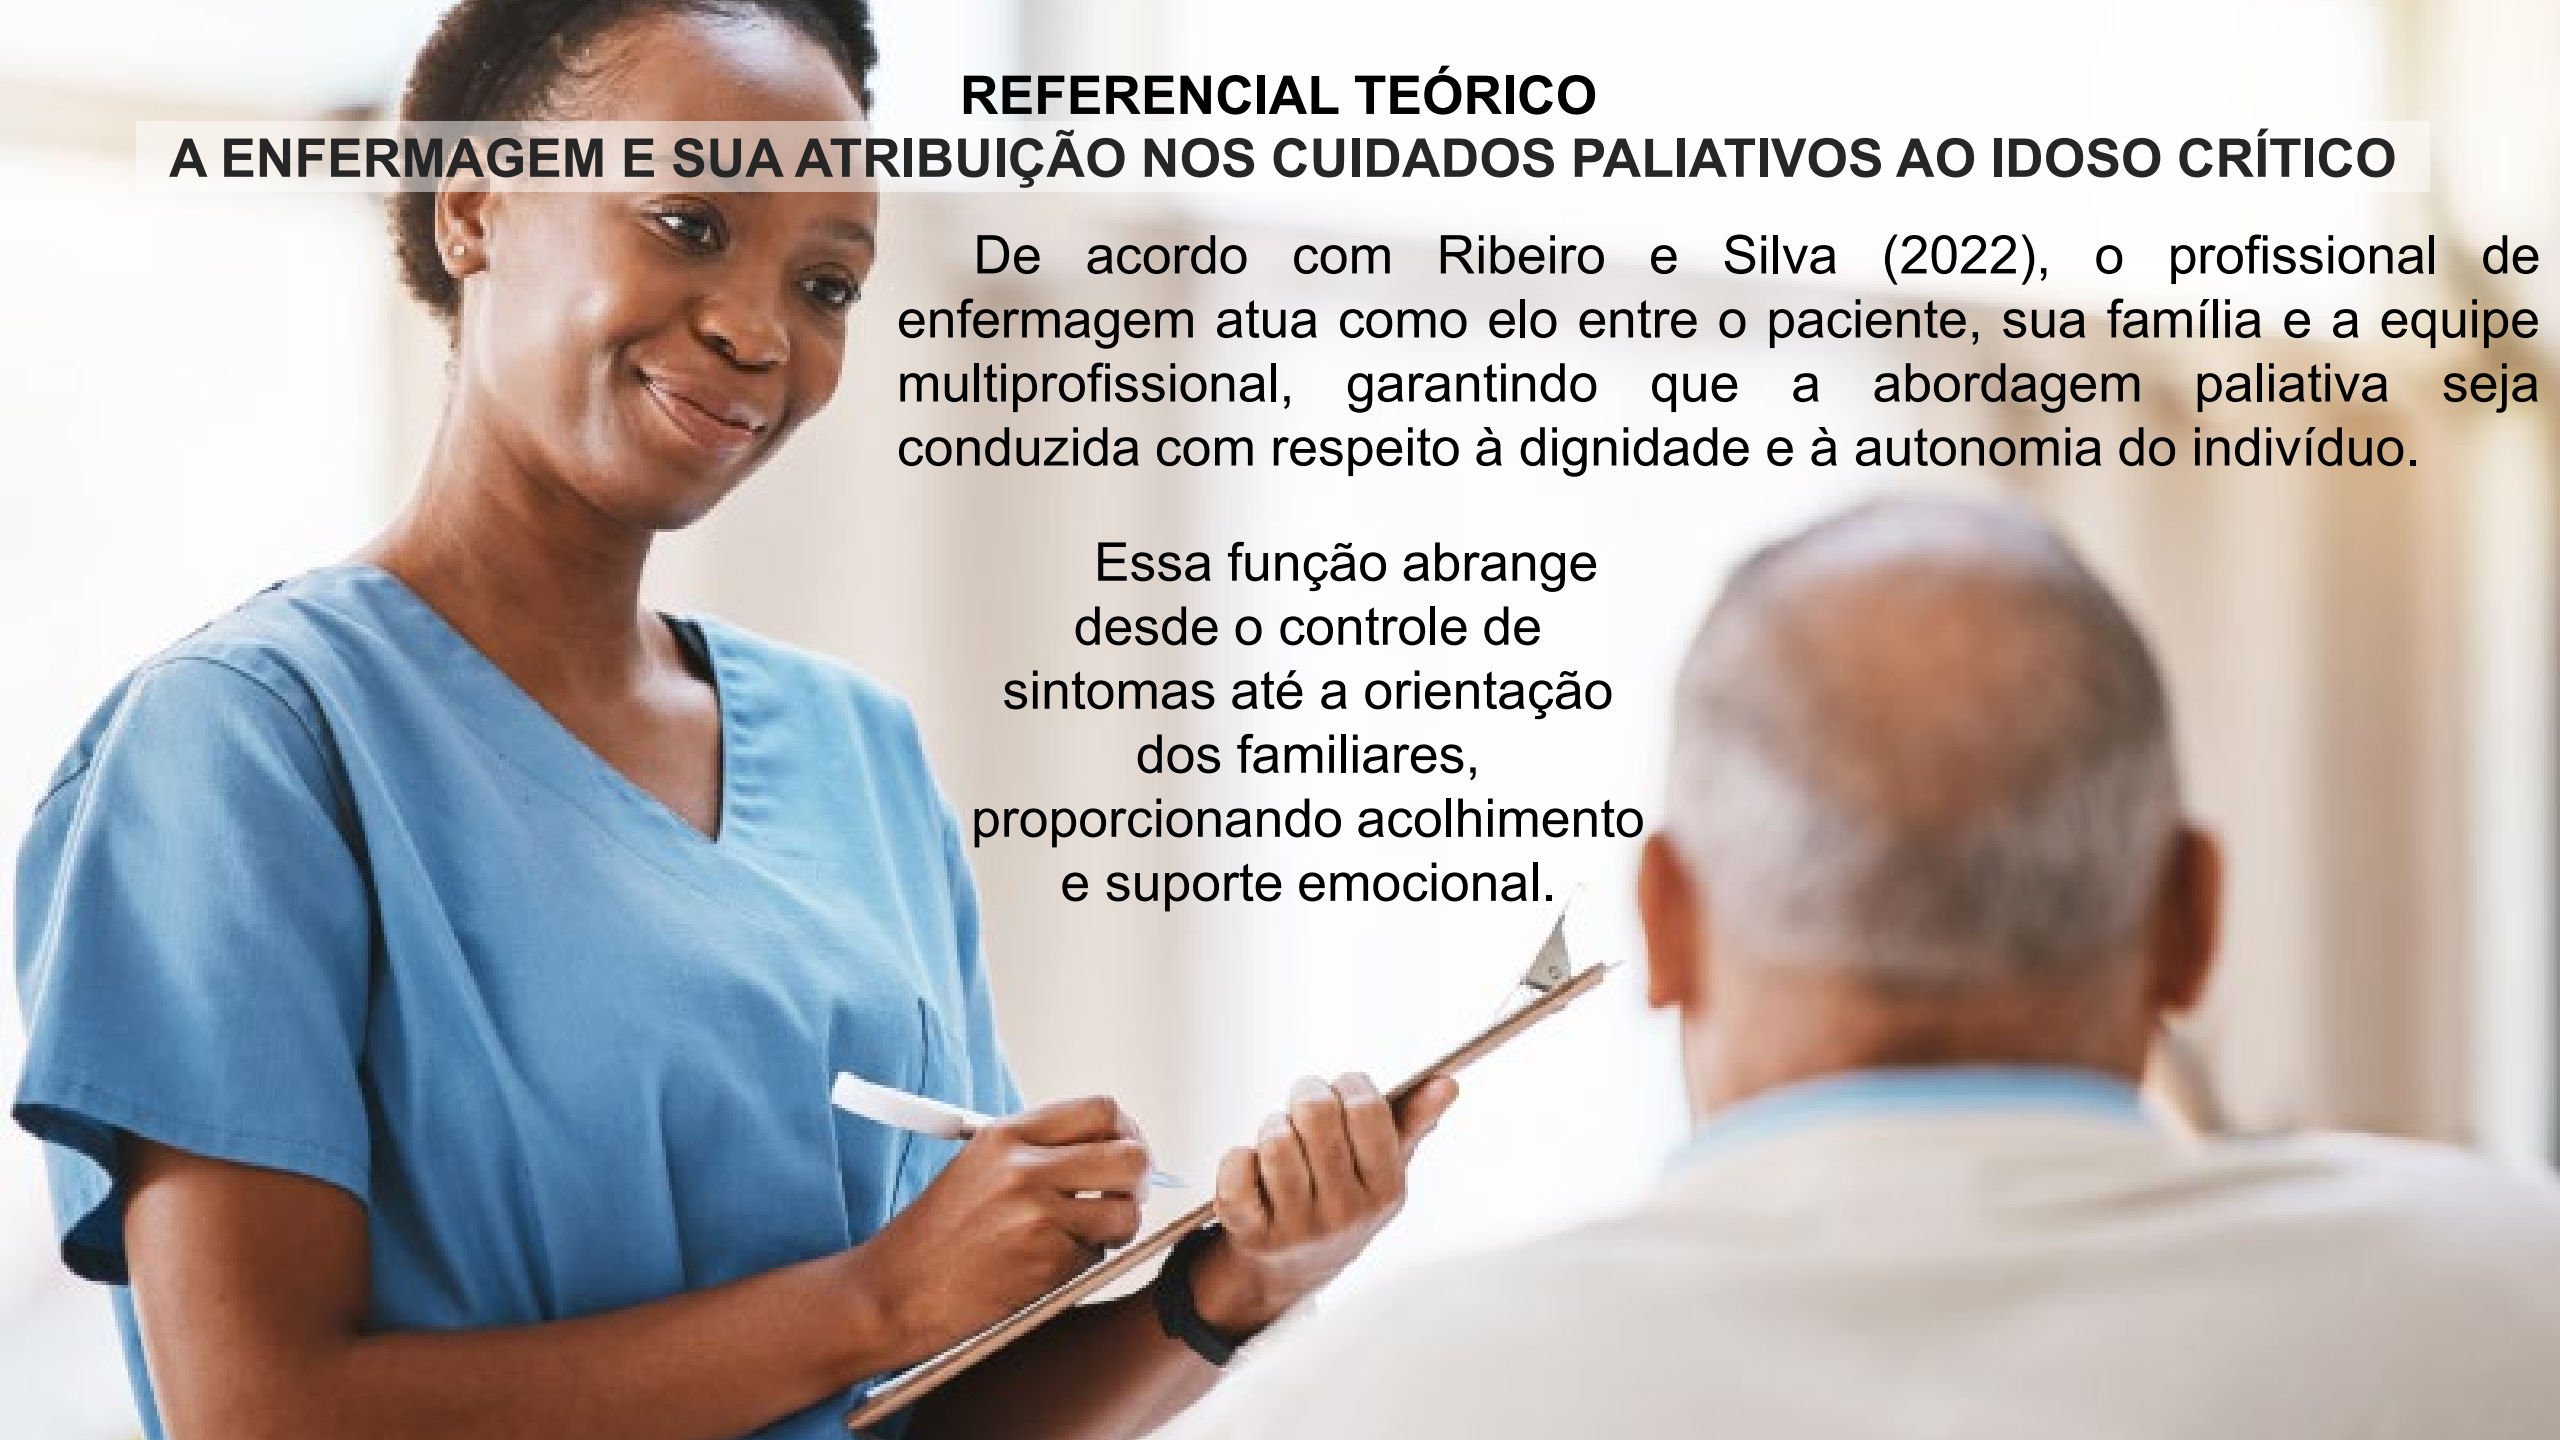 REFERENCIAL TEÓRICO
A ENFERMAGEM E SUA ATRIBUIÇÃO NOS CUIDADOS PALIATIVOS AO IDOSO CRÍTICO
De acordo com Ribeiro e Silva (2022), o profissional de
enfermagem atua como elo entre o paciente, sua família e a equipe
multiprofissional, garantindo que a abordagem paliativa seja
conduzida com respeito à dignidade e à autonomia do indivíduo.
Essa função abrange
desde o controle de
sintomas até a orientação
dos familiares,
proporcionando acolhimento
e suporte emocional.